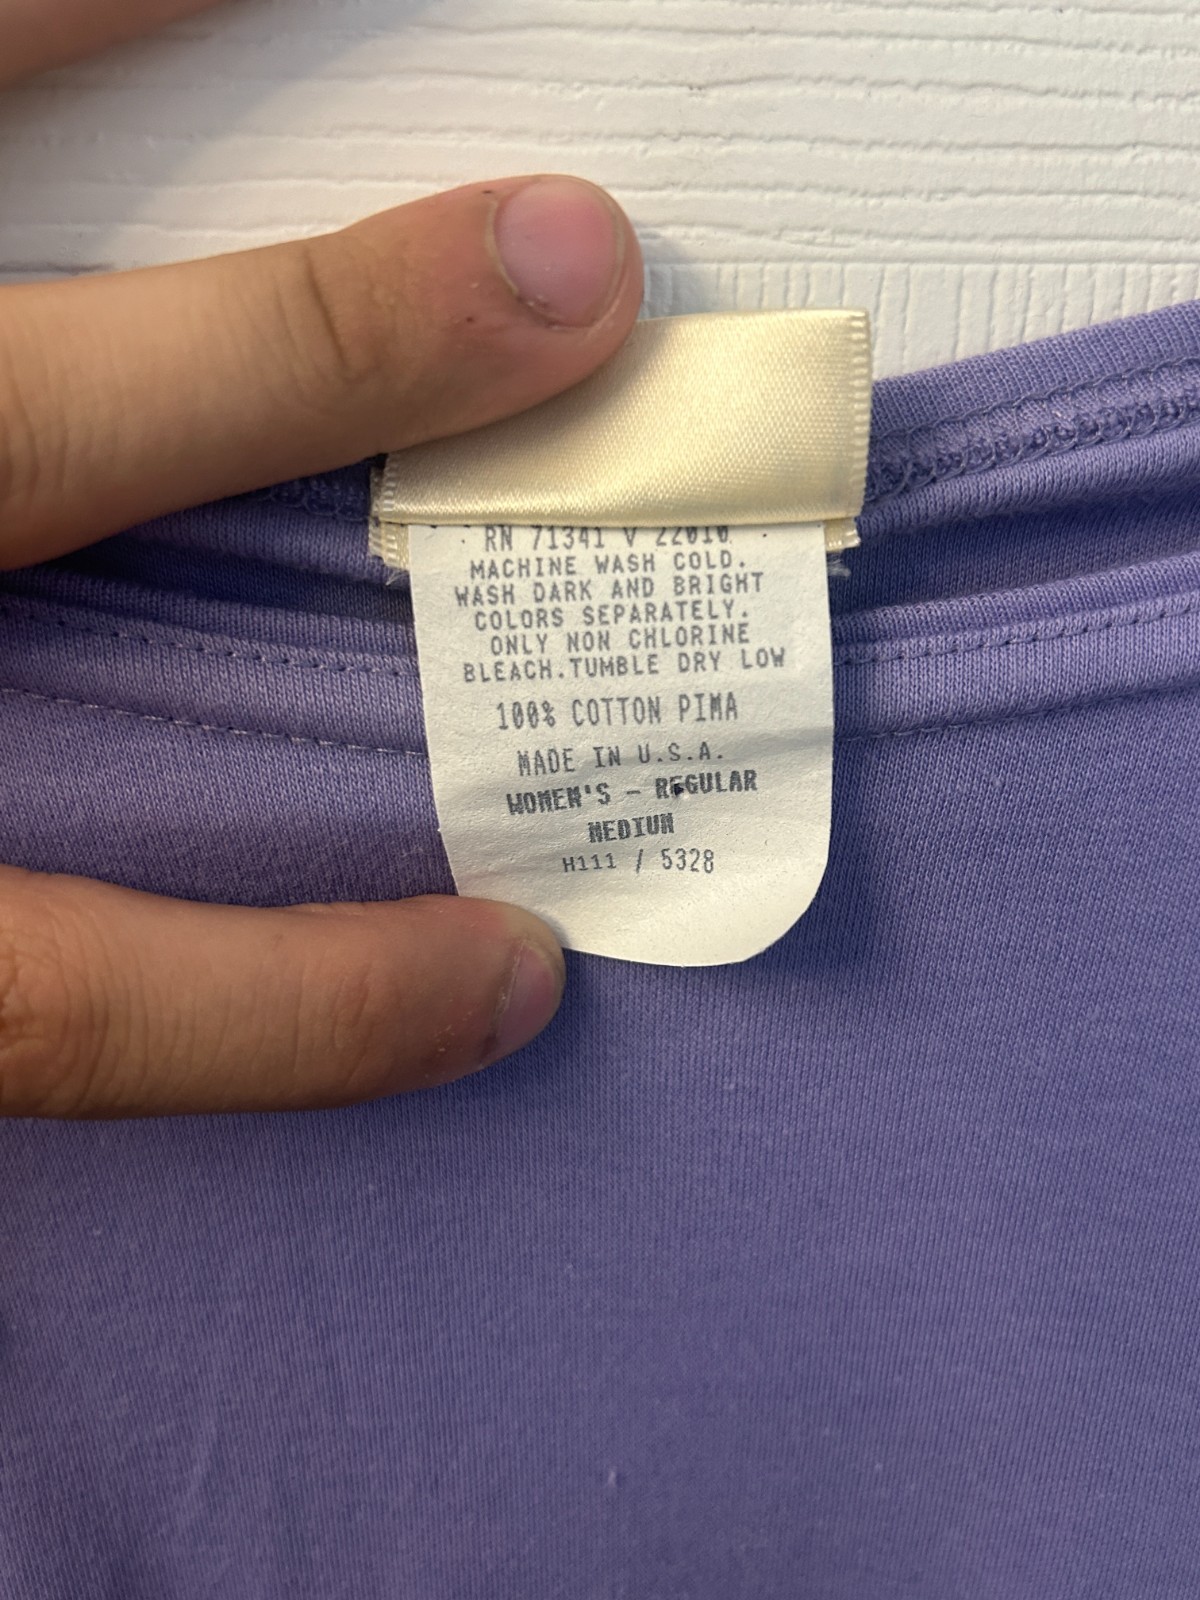 RN 71341 V 22010
MACHINE WASH COLD.
WASH DARK AND BRIGHT
COLORS SEPARATELY.
ONLY NON CHLORINE
BLEACH.TUMBLE DRY LOW
100% COTTON PIMA
MADE IN U.S.A.
WOMEN'S - REGULAR
MEDIUM
H111 / 5328